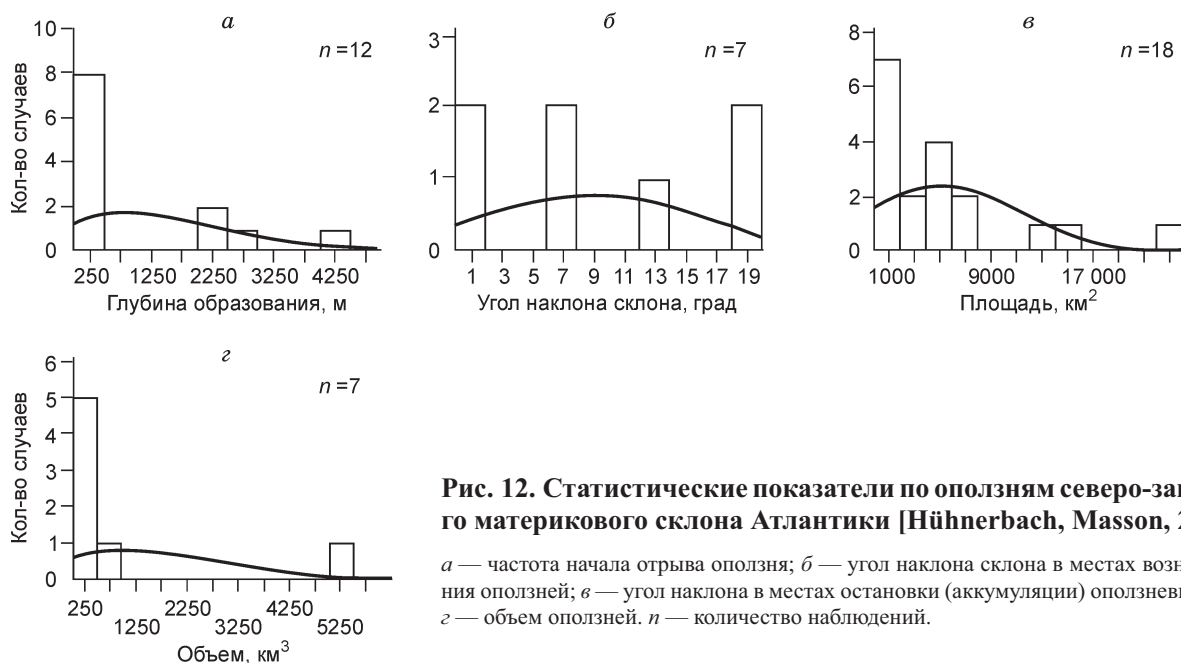 а
Кол-во случаев
10
8
6
4
2
0
n =12
250 1250 2250 3250 4250
Глубина образования, м
б
3
2
1
0
n =7
1 3 5 7 9 11 13 15 17 19
Угол наклона склона, град
в
8
6
4
2
0
n =18
1000 9000 17 000
Площадь, км²
г
Кол-во случаев
6
5
4
3
2
1
0
n =7
250 2250 4250
1250 3250 5250
Объем, км³
Рис. 12. Статистические показатели по оползням северо-зап
го материкового склона Атлантики [Hühnerbach, Masson, 2
а — частота начала отрыва оползня; б — угол наклона склона в местах возн
ния оползней; в — угол наклона в местах остановки (аккумуляции) оползневы
г — объем оползней. n — количество наблюдений.